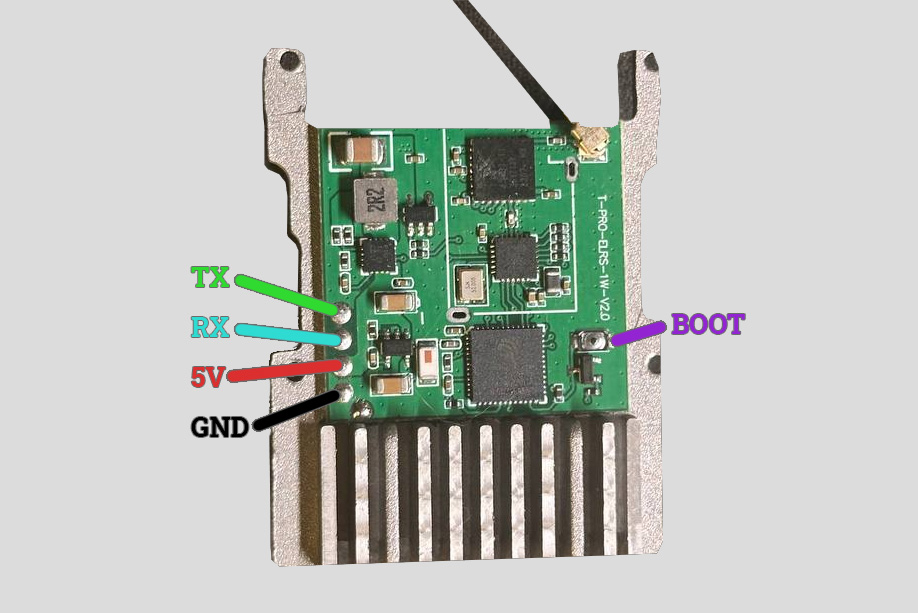 2R2
T-PRO-ELRS-1W-V2.0
TX
RX
5V
GND
BOOT